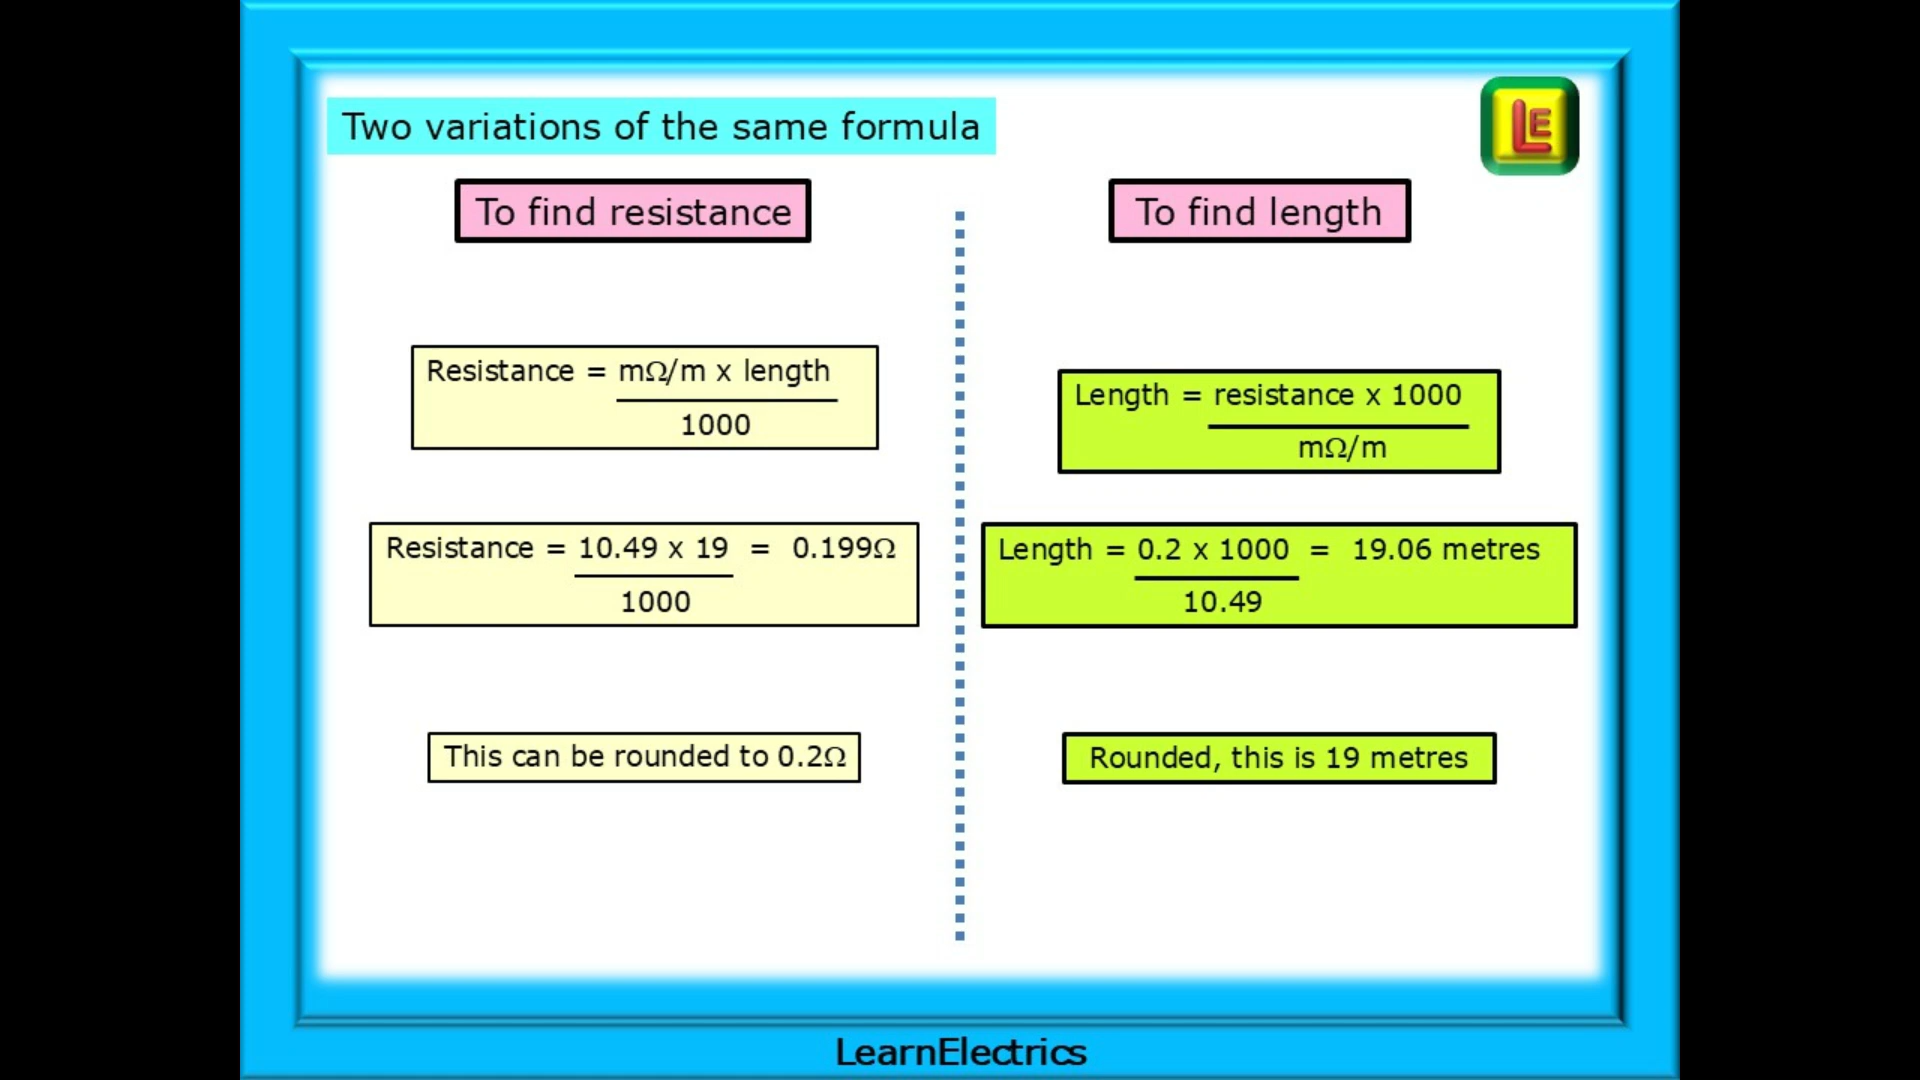 Two variations of the same formula
LE
To find resistance
Resistance = mΩ/m x length
1000
Resistance = 10.49 x 19 = 0.199Ω
1000
This can be rounded to 0.2Ω
To find length
Length = resistance x 1000
mΩ/m
Length = 0.2 x 1000 = 19.06 metres
10.49
Rounded, this is 19 metres
LearnElectrics